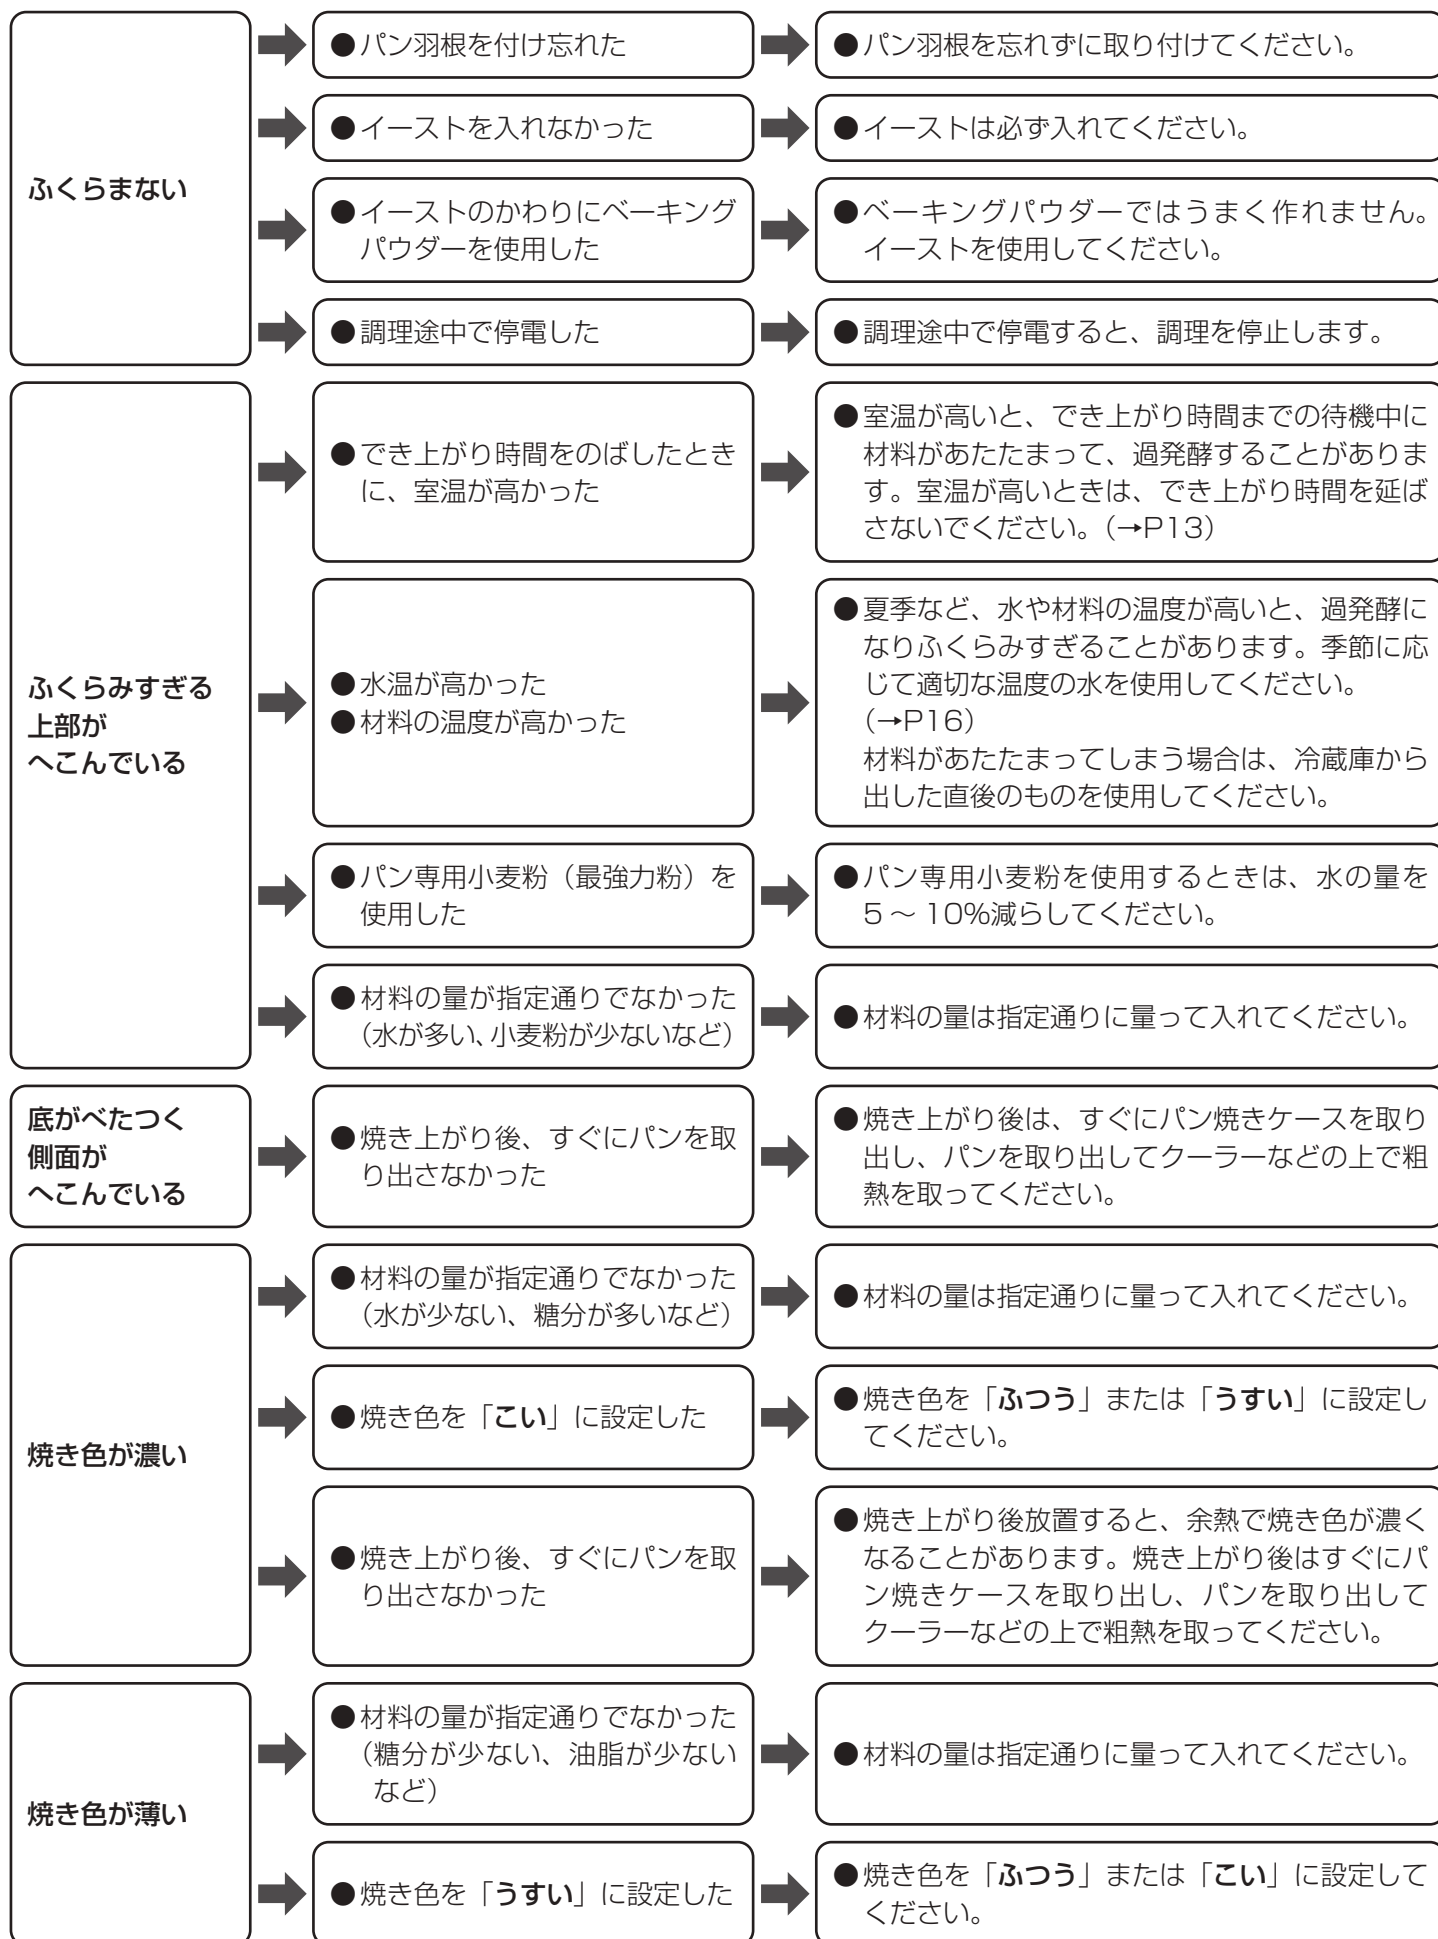 ふくらまない
●パン羽根を付け忘れた
●パン羽根を忘れずに取り付けてください。
●イーストを入れなかった
●イーストは必ず入れてください。
●イーストのかわりにベーキング
パウダーを使用した
●ベーキングパウダーではうまく作れません。
イーストを使用してください。
●調理途中で停電した
●調理途中で停電すると、調理を停止します。
ふくらみすぎる
上部が
へこんでいる
●でき上がり時間をのばしたとき
に、室温が高かった
●室温が高いと、でき上がり時間までの待機中に
材料があたたまって、過発酵することがありま
す。室温が高いときは、でき上がり時間を延ば
さないでください。(→P13)
●水温が高かった
●材料の温度が高かった
●夏季など、水や材料の温度が高いと、過発酵に
なりふくらみすぎることがあります。季節に応
じて適切な温度の水を使用してください。
(→P16)
材料があたたまってしまう場合は、冷蔵庫から
出した直後のものを使用してください。
●パン専用小麦粉（最強力粉）を
使用した
●パン専用小麦粉を使用するときは、水の量を
5 ～ 10%減らしてください。
●材料の量が指定通りでなかった
（水が多い、小麦粉が少ないなど）
●材料の量は指定通りに量って入れてください。
底がべたつく
側面が
へこんでいる
●焼き上がり後、すぐにパンを取
り出さなかった
●焼き上がり後は、すぐにパン焼きケースを取り
出し、パンを取り出してクーラーなどの上で粗
熱を取ってください。
焼き色が濃い
●材料の量が指定通りでなかった
（水が少ない、糖分が多いなど）
●材料の量は指定通りに量って入れてください。
●焼き色を「こい」に設定した
●焼き色を「ふつう」または「うすい」に設定し
てください。
●焼き上がり後、すぐにパンを取
り出さなかった
●焼き上がり後放置すると、余熱で焼き色が濃く
なることがあります。焼き上がり後はすぐにパ
ン焼きケースを取り出し、パンを取り出して
クーラーなどの上で粗熱を取ってください。
焼き色が薄い
●材料の量が指定通りでなかった
（糖分が少ない、油脂が少ない
など）
●材料の量は指定通りに量って入れてください。
●焼き色を「うすい」に設定した
●焼き色を「ふつう」または「こい」に設定して
ください。